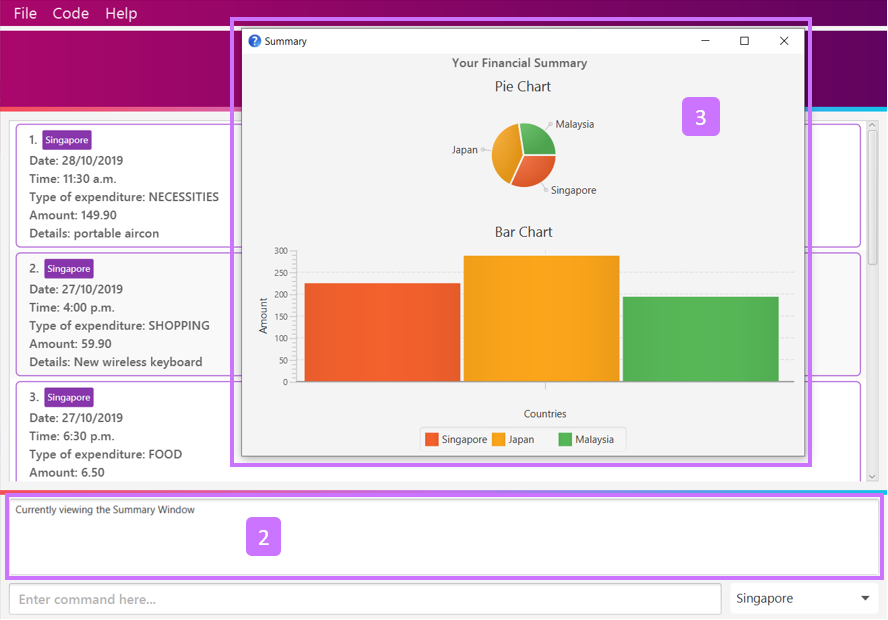 File Code Help
Summary
Your Financial Summary
Pie Chart
3
Malaysia
Japan
Singapore
Bar Chart
300
250
200
150
100
50
0
Amount
Countries
Singapore Japan Malaysia
1. Singapore
Date: 28/10/2019
Time: 11:30 a.m.
Type of expenditure: NECESSITIES
Amount: 149.90
Details: portable aircon
2. Singapore
Date: 27/10/2019
Time: 4:00 p.m.
Type of expenditure: SHOPPING
Amount: 59.90
Details: New wireless keyboard
3. Singapore
Date: 27/10/2019
Time: 6:30 p.m.
Type of expenditure: FOOD
Amount: 6.50
Currently viewing the Summary Window
2
Enter command here...
Singapore